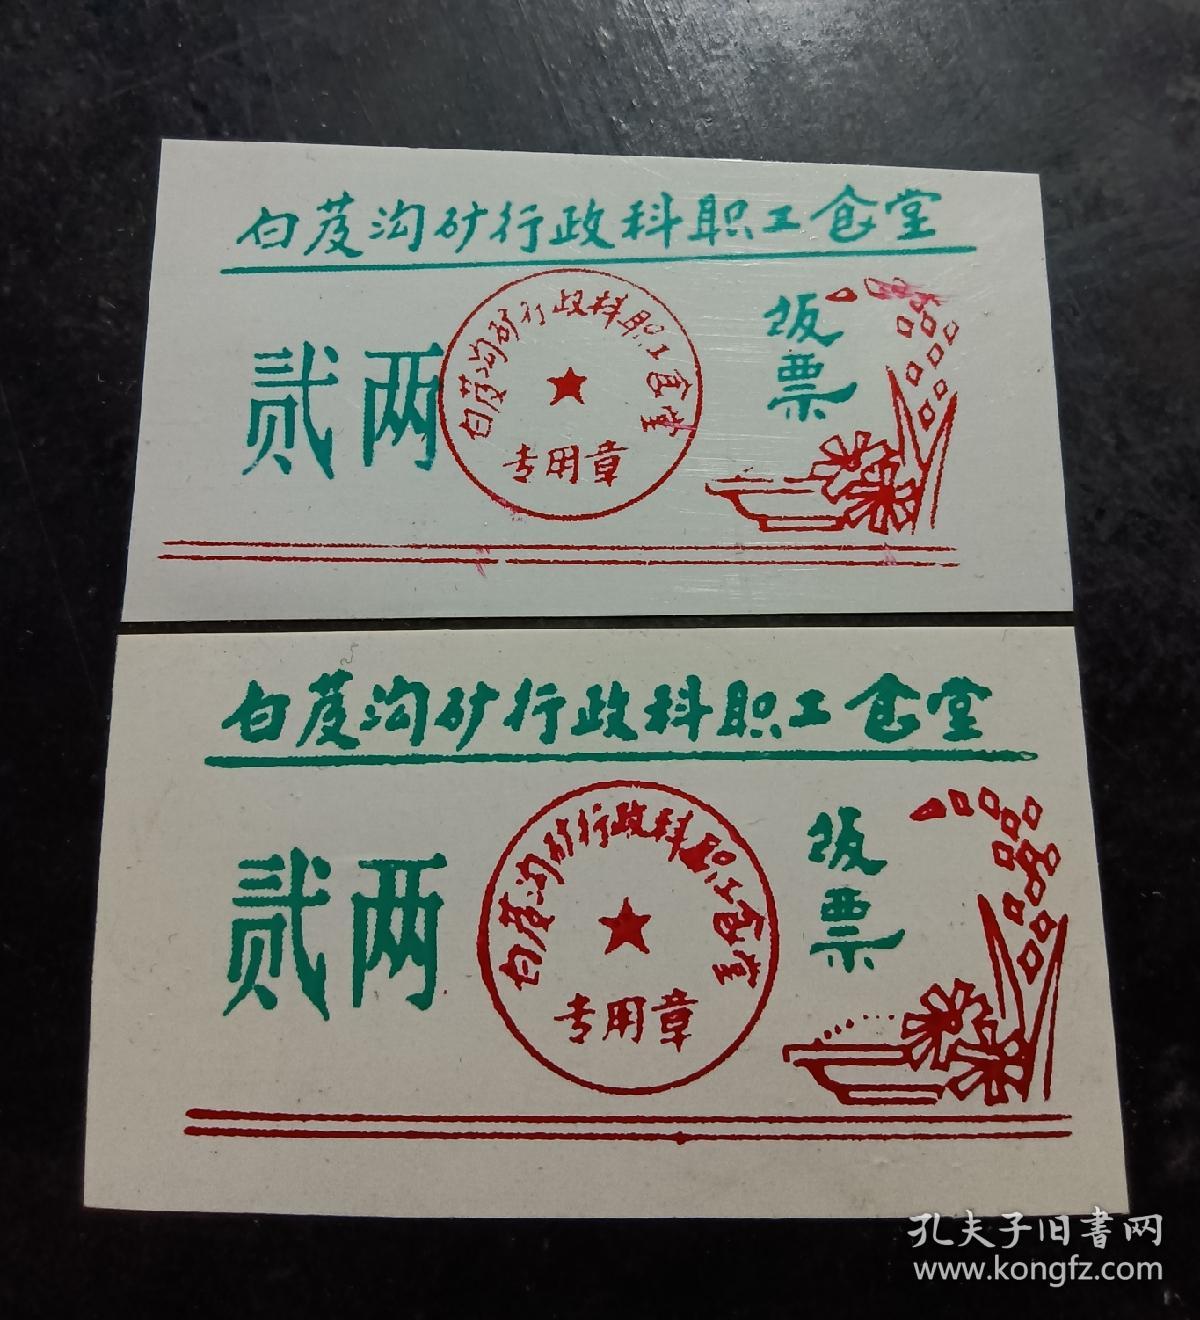 白芨沟矿行政科职工食堂
贰两
白芨沟矿行政科职工食堂
专用章
饭票
白芨沟矿行政科职工食堂
贰两
白芨沟矿行政科职工食堂
专用章
饭票
孔夫子旧書网
www.kongfz.com